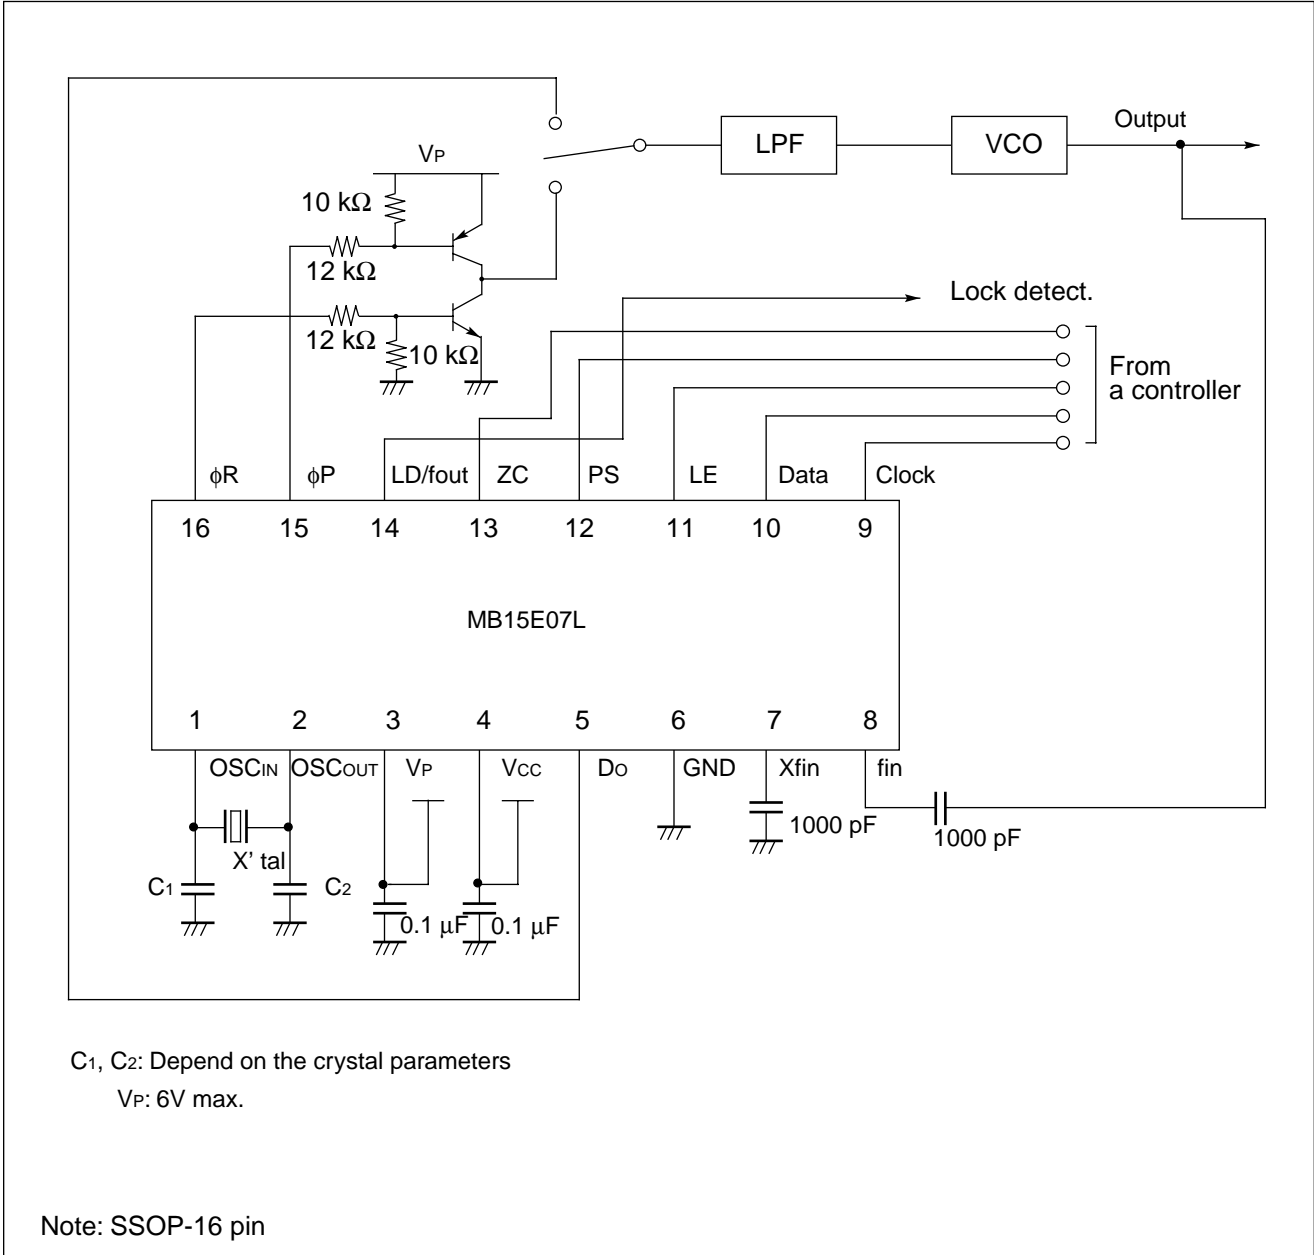 Output
LPF
VCO
VP
10 kΩ
12 kΩ
12 kΩ
10 kΩ
Lock detect.
From
a controller
ϕR
ϕP
LD/fout
ZC
PS
LE
Data
Clock
16
15
14
13
12
11
10
9
MB15E07L
1
2
3
4
5
6
7
8
OSCIN
OSCOUT
VP
VCC
DO
GND
Xfin
fin
1000 pF
1000 pF
X' tal
C1
C2
0.1 µF
0.1 µF
C1, C2: Depend on the crystal parameters
VP: 6V max.
Note: SSOP-16 pin